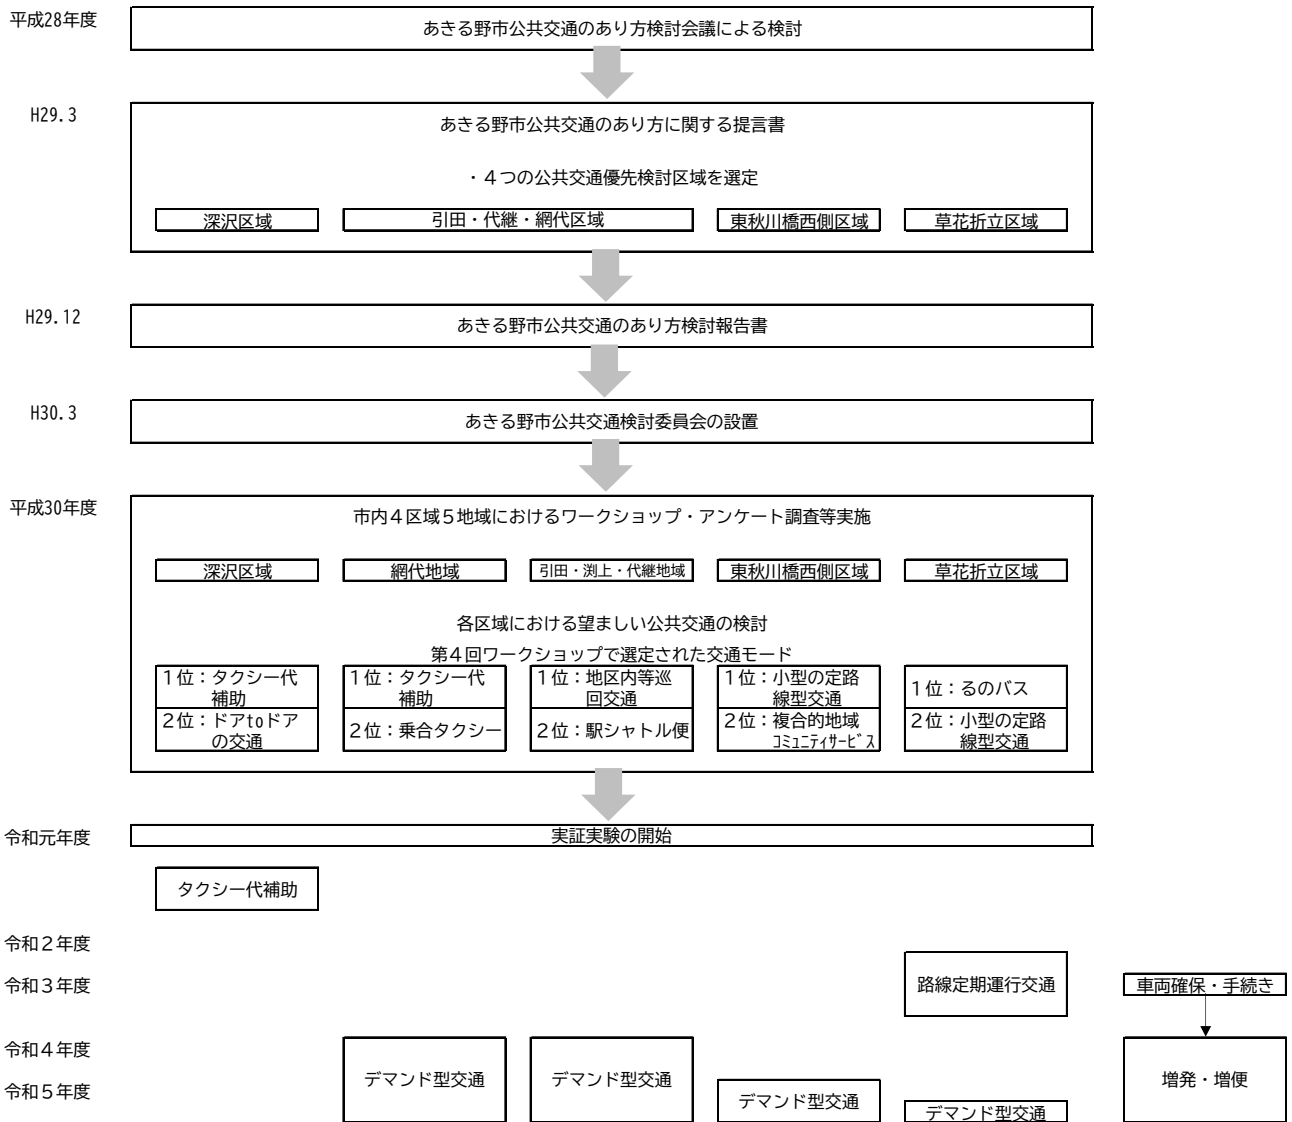 平成28年度
あきる野市公共交通のあり方検討会議による検討
H29.3
あきる野市公共交通のあり方に関する提言書
・４つの公共交通優先検討区域を選定
深沢区域
引田・代継・網代区域
東秋川橋西側区域
草花折立区域
H29.12
あきる野市公共交通のあり方検討報告書
H30.3
あきる野市公共交通検討委員会の設置
平成30年度
市内４区域５地域におけるワークショップ・アンケート調査等実施
深沢区域
網代地域
引田・渕上・代継地域
東秋川橋西側区域
草花折立区域
各区域における望ましい公共交通の検討
第４回ワークショップで選定された交通モード
１位：タクシー代
補助
１位：タクシー代
補助
１位：地区内等巡
回交通
１位：小型の定路
線型交通
１位：るのバス
２位：ドアtoドア
の交通
２位：乗合タクシー
２位：駅シャトル便
２位：複合的地域
ｺﾐｭﾆﾃｨｻｰﾋﾞｽ
２位：小型の定路
線型交通
令和元年度
実証実験の開始
タクシー代補助
令和２年度
路線定期運行交通
令和３年度
車両確保・手続き
令和４年度
デマンド型交通
デマンド型交通
増発・増便
令和５年度
デマンド型交通
デマンド型交通